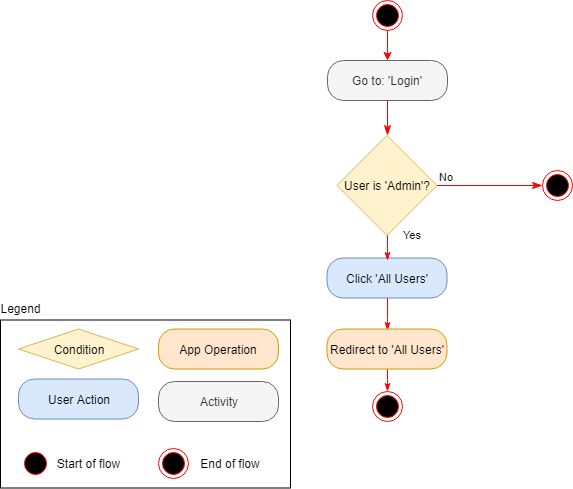 Go to: 'Login'
User is 'Admin'?
No
Yes
Click 'All Users'
Redirect to 'All Users'
Legend
Condition
App Operation
User Action
Activity
Start of flow
End of flow